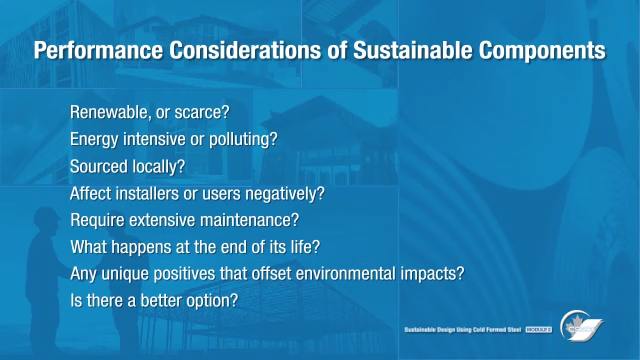 Performance Considerations of Sustainable Components
Renewable, or scarce?
Energy intensive or polluting?
Sourced locally?
Affect installers or users negatively?
Require extensive maintenance?
What happens at the end of its life?
Any unique positives that offset environmental impacts?
Is there a better option?
Sustainable Design Using Cold Formed Steel MODULE 2